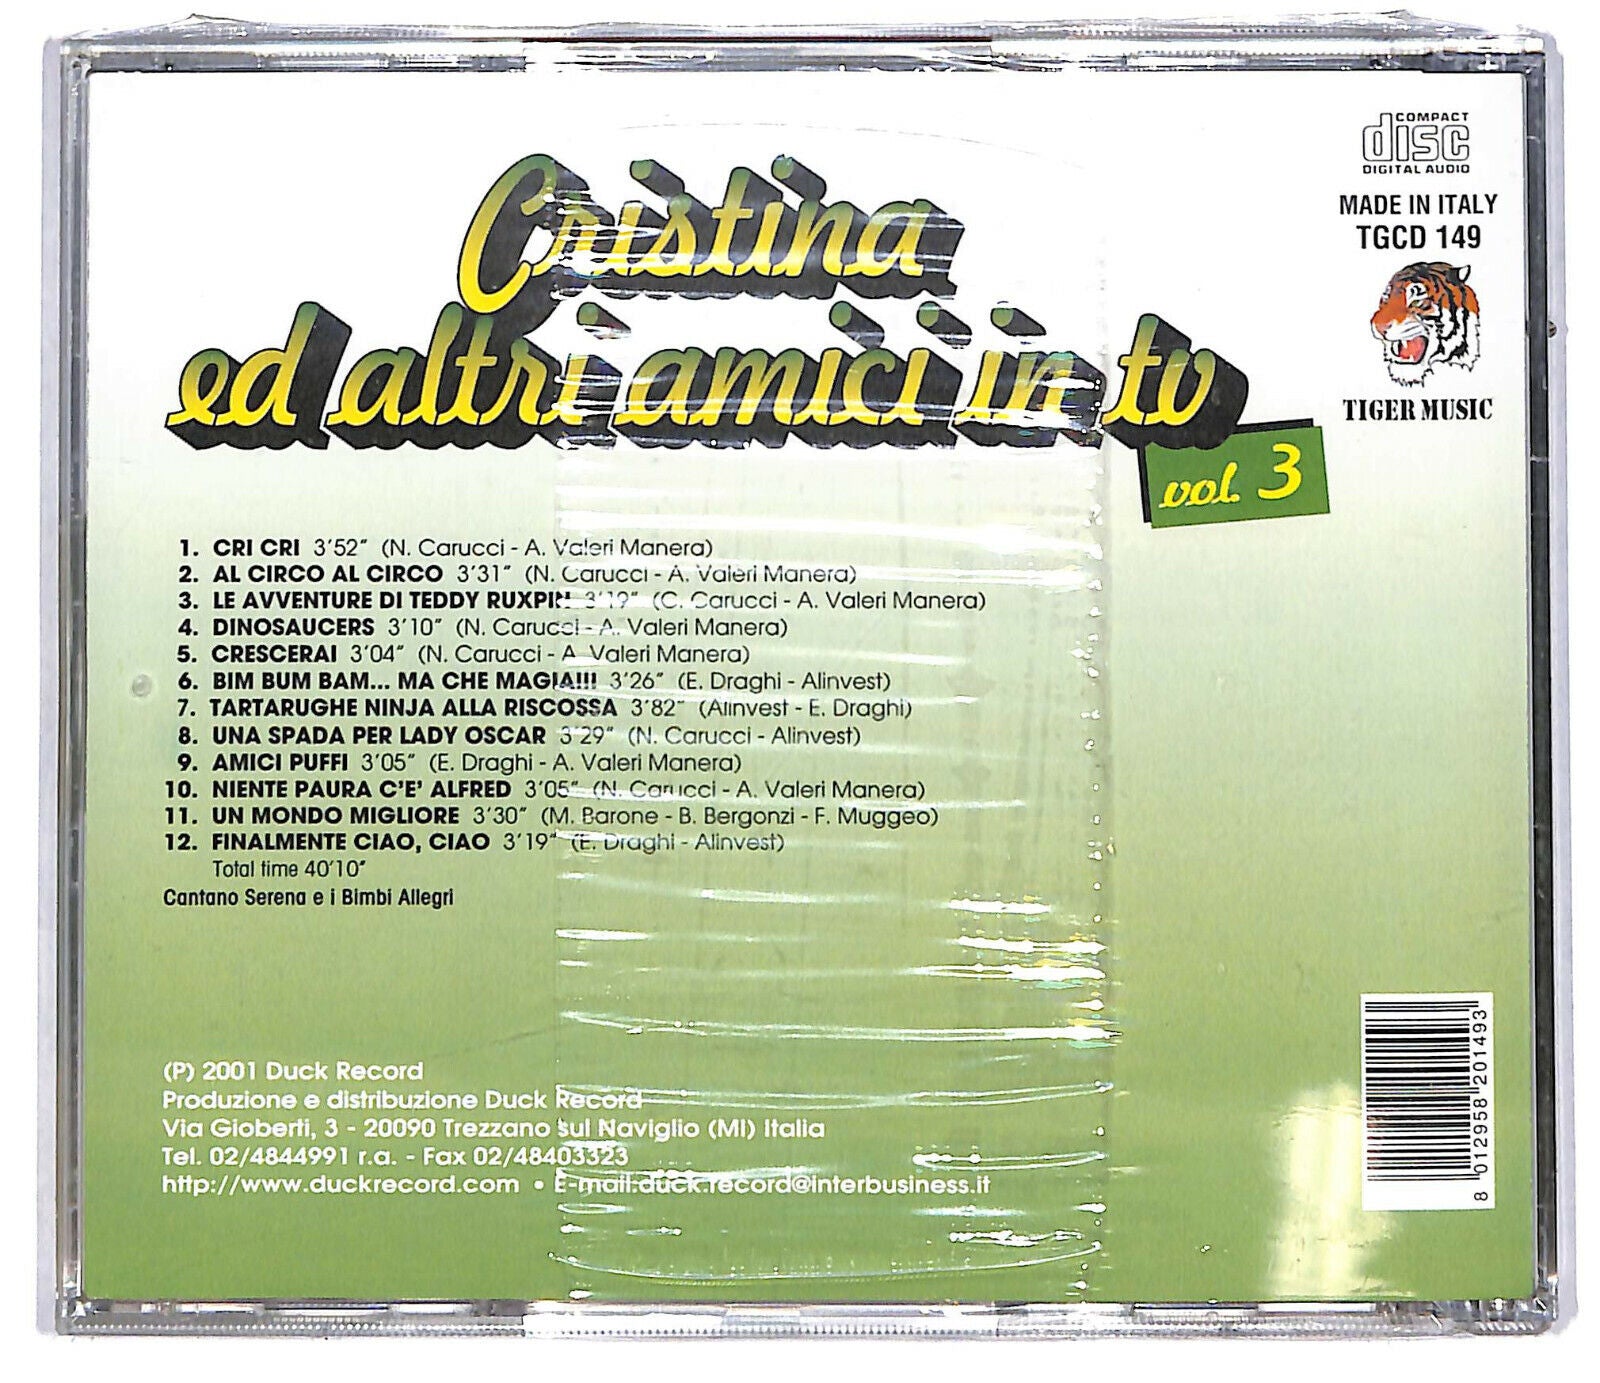 COMPACT
disc
DIGITAL AUDIO
MADE IN ITALY
TGCD 149
TIGER MUSIC
Cristina
ed altri amici in tv
vol. 3
1. CRI CRI 3'52" (N. Carucci - A. Valeri Manera)
2. AL CIRCO AL CIRCO 3'31" (N. Carucci - A. Valeri Manera)
3. LE AVVENTURE DI TEDDY RUXPIN 3'19" (C. Carucci - A. Valeri Manera)
4. DINOSAUCERS 3'10" (N. Carucci - A. Valeri Manera)
5. CRESCERAI 3'04" (N. Carucci - A. Valeri Manera)
6. BIM BUM BAM... MA CHE MAGIA!!! 3'26" (E. Draghi - Alinvest)
7. TARTARUGHE NINJA ALLA RISCOSSA 3'82" (Alinvest - E. Draghi)
8. UNA SPADA PER LADY OSCAR 3'29" (N. Carucci - Alinvest)
9. AMICI PUFFI 3'05" (E. Draghi - A. Valeri Manera)
10. NIENTE PAURA C'E' ALFRED 3'05" (N. Carucci - A. Valeri Manera)
11. UN MONDO MIGLIORE 3'30" (M. Barone - B. Bergonzi - F. Muggeo)
12. FINALMENTE CIAO, CIAO 3'19" (E. Draghi - Alinvest)
Total time 40'10"
Cantano Serena e i Bimbi Allegri
(P) 2001 Duck Record
Produzione e distribuzione Duck Record
Via Gioberti, 3 - 20090 Trezzano sul Naviglio (MI) Italia
Tel. 02/4844991 r.a. - Fax 02/48403323
http://www.duckrecord.com • E-mail:duck.record@interbusiness.it
8 012958 201493